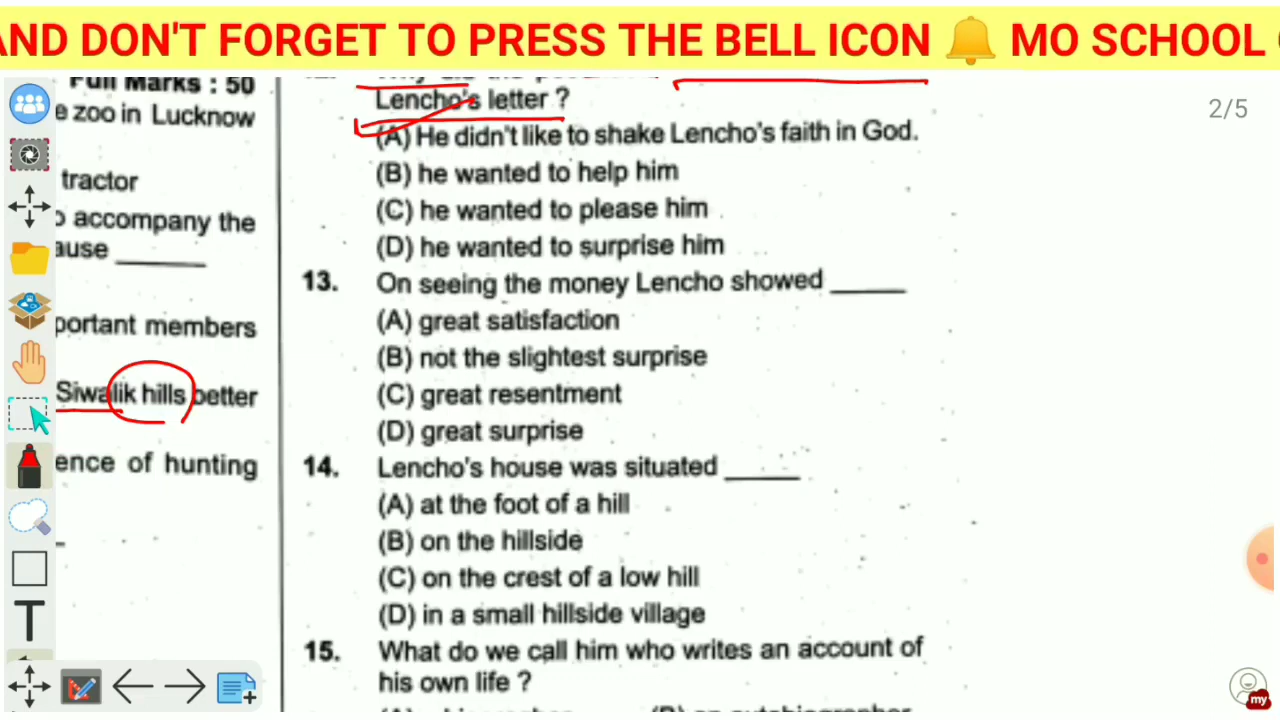 AND DON'T FORGET TO PRESS THE BELL ICON 🔔 MO SCHOOL
2/5
Full Marks : 50
e zoo in Lucknow
tractor
o accompany the
ause ______
portant members
Siwalik hills better
ence of hunting
Lencho's letter ?
(A) He didn't like to shake Lencho's faith in God.
(B) he wanted to help him
(C) he wanted to please him
(D) he wanted to surprise him
13. On seeing the money Lencho showed _____
(A) great satisfaction
(B) not the slightest surprise
(C) great resentment
(D) great surprise
14. Lencho's house was situated _____
(A) at the foot of a hill
(B) on the hillside
(C) on the crest of a low hill
(D) in a small hillside village
15. What do we call him who writes an account of
his own life ?
T
my